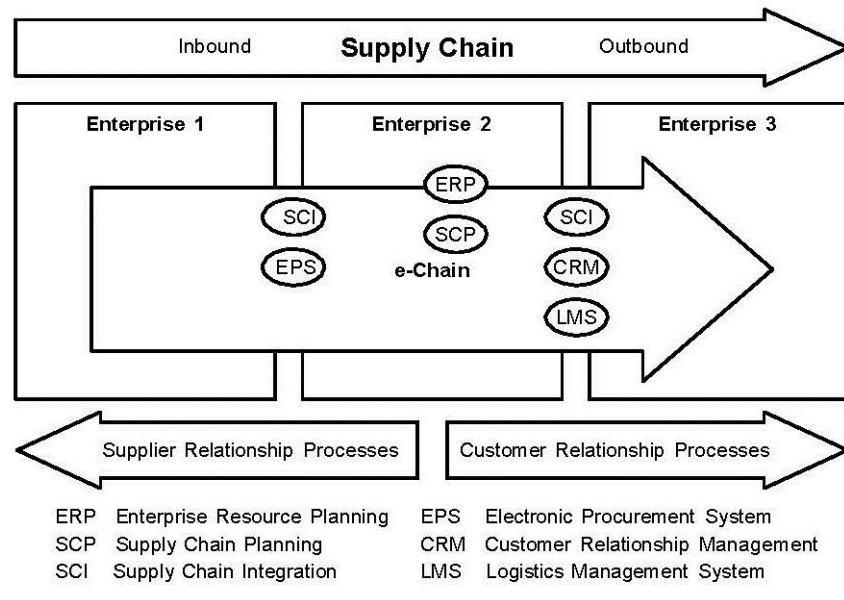 Inbound Supply Chain Outbound
Enterprise 1 Enterprise 2 Enterprise 3
ERP
SCI SCP SCI
EPS e-Chain CRM
LMS
Supplier Relationship Processes Customer Relationship Processes
ERP Enterprise Resource Planning EPS Electronic Procurement System
SCP Supply Chain Planning CRM Customer Relationship Management
SCI Supply Chain Integration LMS Logistics Management System